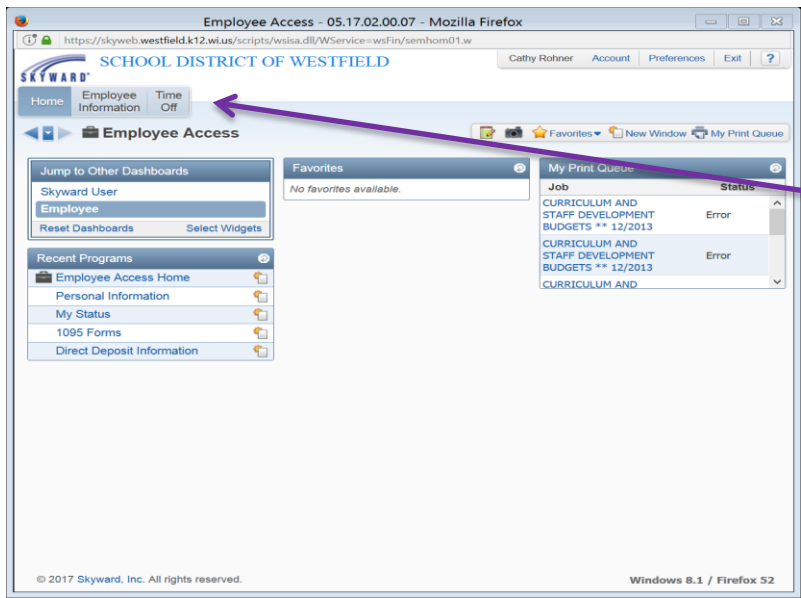 Employee Access - 05.17.02.00.07 - Mozilla Firefox
https://skyweb.westfield.k12.wi.us/scripts/wsisa.dll/WService=wsFin/semhom01.w
SKYWARD
SCHOOL DISTRICT OF WESTFIELD
Cathy Rohner Account Preferences Exit ?
Home
Employee Information
Time Off
Employee Access
Favorites New Window My Print Queue
Jump to Other Dashboards
Skyward User
Employee
Reset Dashboards Select Widgets
Recent Programs
Employee Access Home
Personal Information
My Status
1095 Forms
Direct Deposit Information
Favorites
No favorites available.
My Print Queue
Job Status
CURRICULUM AND
STAFF DEVELOPMENT Error
BUDGETS ** 12/2013
CURRICULUM AND
STAFF DEVELOPMENT Error
BUDGETS ** 12/2013
CURRICULUM AND
© 2017 Skyward, Inc. All rights reserved.
Windows 8.1 / Firefox 52